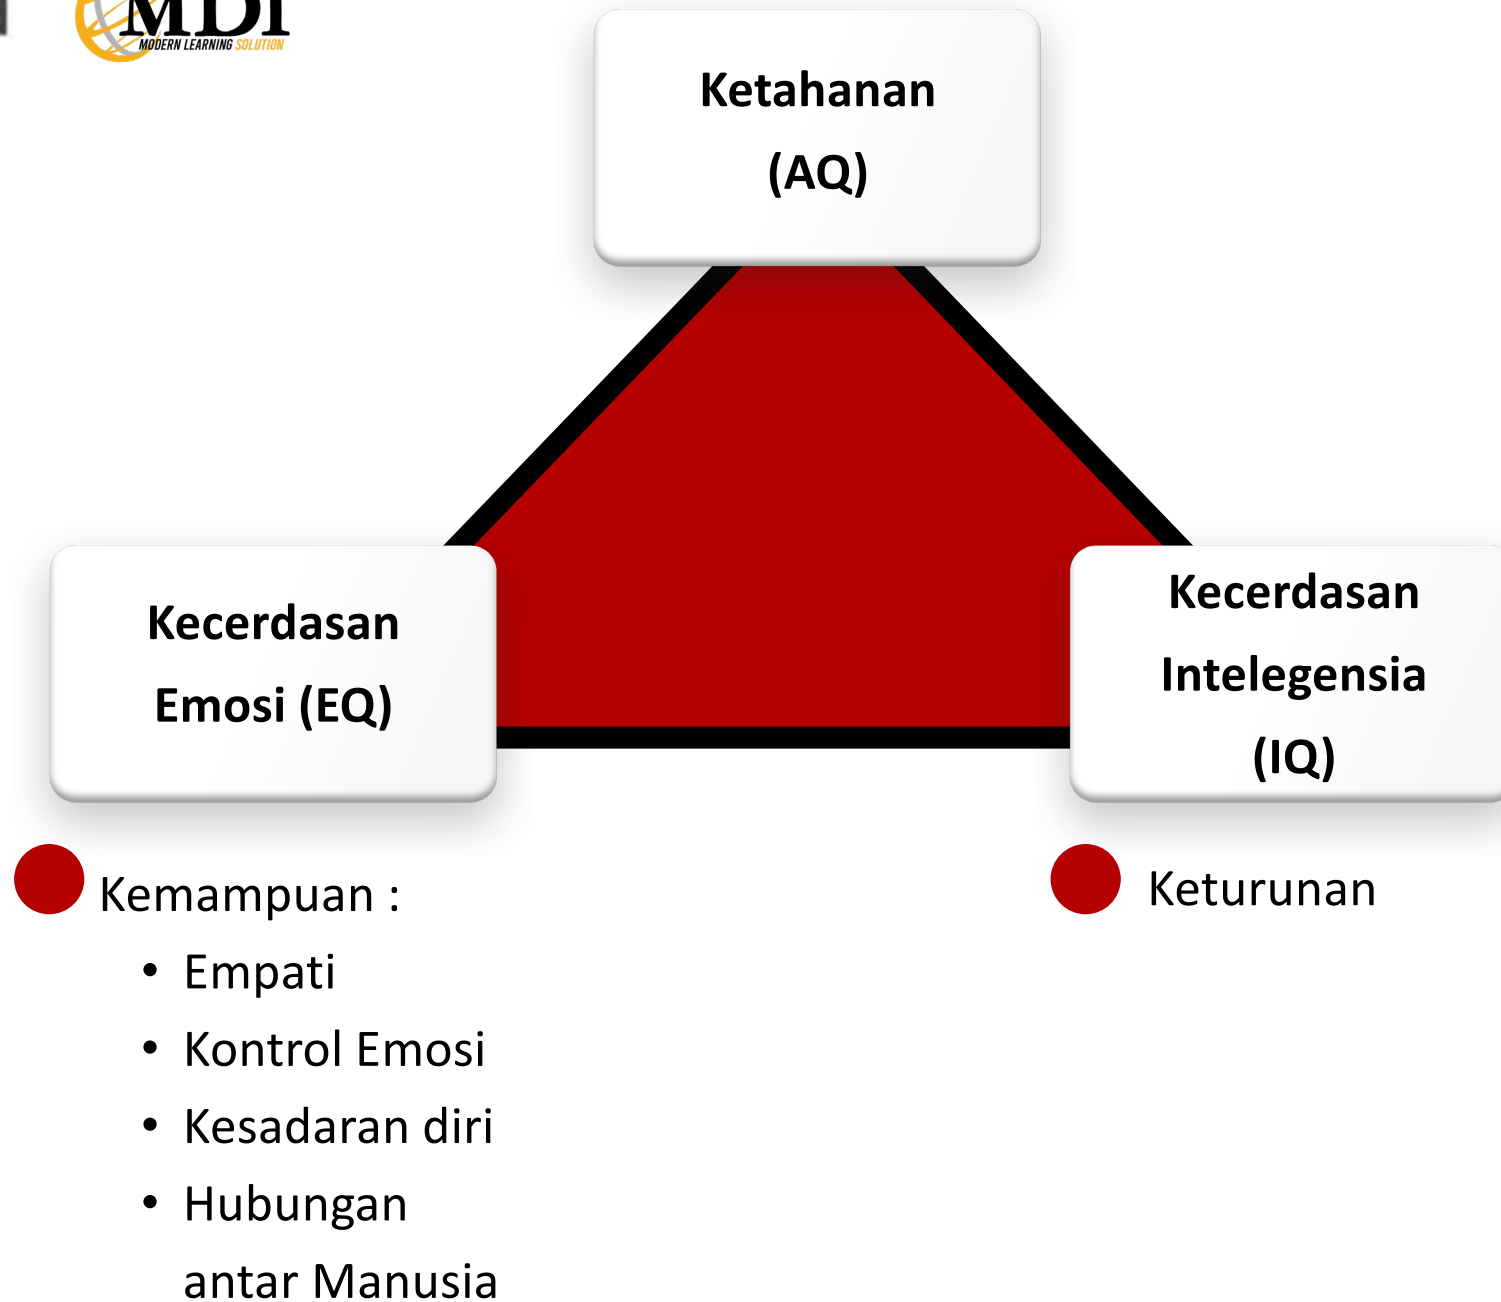 MDI
MODERN LEARNING SOLUTION
Ketahanan
(AQ)
Kecerdasan
Emosi (EQ)
Kecerdasan
Intelegensia
(IQ)
Kemampuan :
• Empati
• Kontrol Emosi
• Kesadaran diri
• Hubungan
antar Manusia
Keturunan